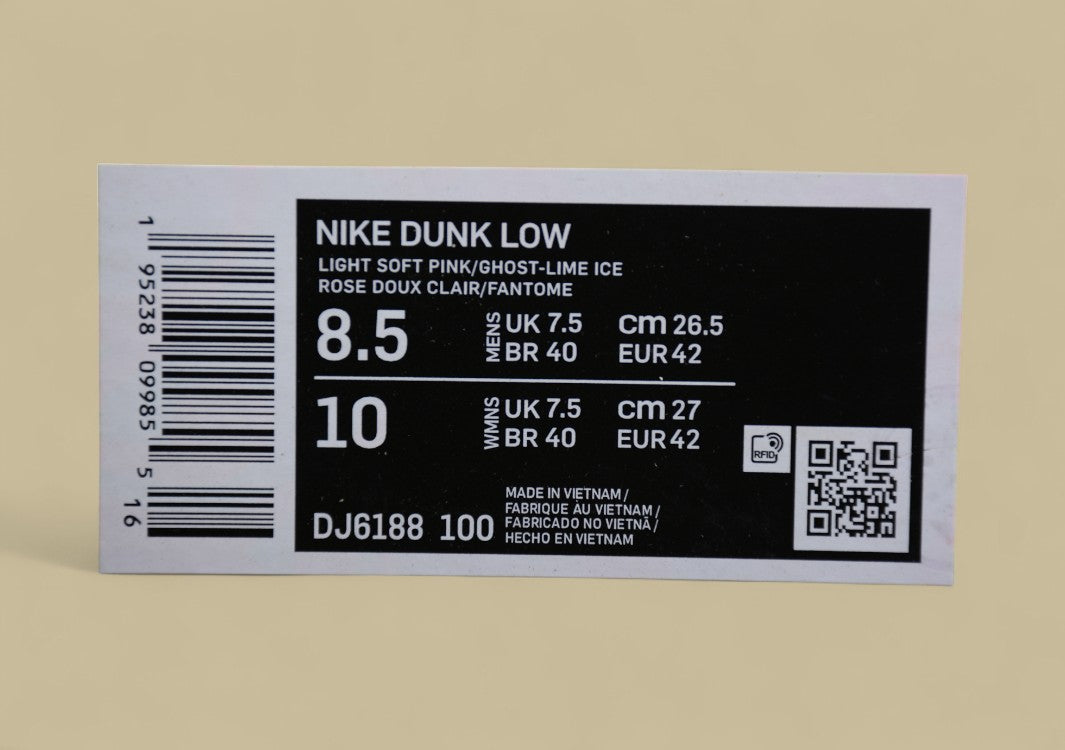 1 95238 09985 5
16
NIKE DUNK LOW
LIGHT SOFT PINK/GHOST-LIME ICE
ROSE DOUX CLAIR/FANTOME
8.5 MENS UK 7.5 cm 26.5
BR 40 EUR 42
10 WMNS UK 7.5 cm 27
BR 40 EUR 42
RFID
MADE IN VIETNAM /
FABRIQUE AU VIETNAM /
FABRICADO NO VIETNÃ /
HECHO EN VIETNAM
DJ6188 100